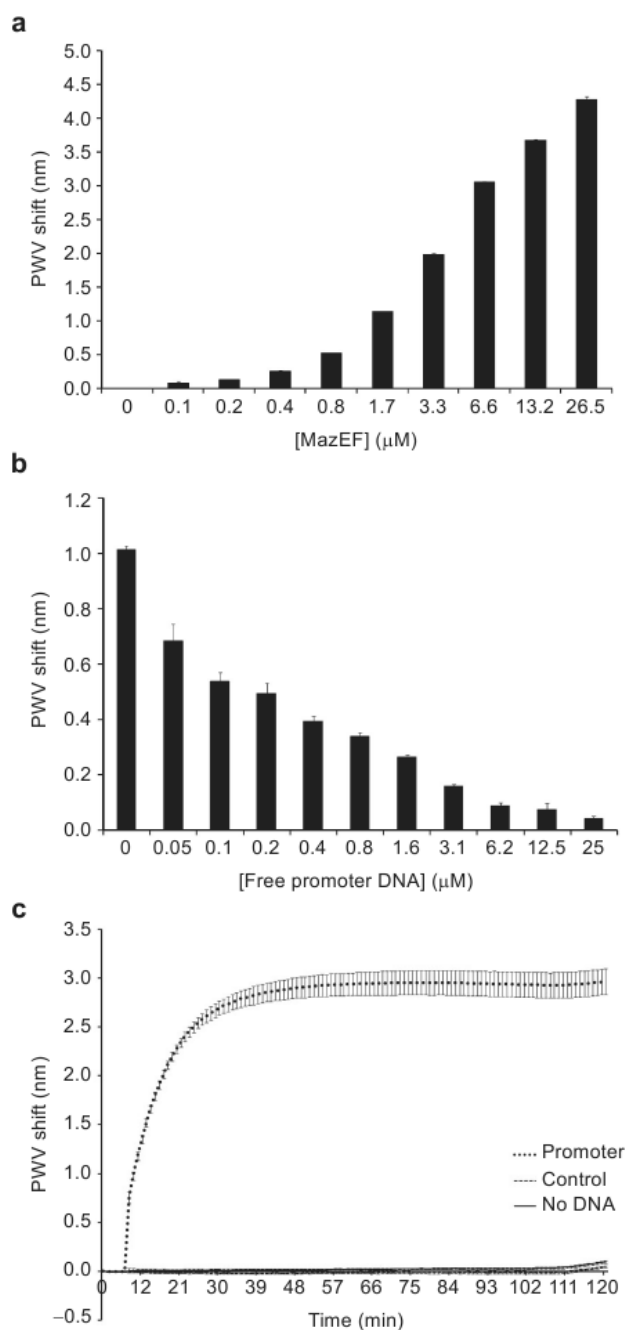 a
5.0
4.5
4.0
3.5
3.0
2.5
2.0
1.5
1.0
0.5
0.0
PWV shift (nm)
0 0.1 0.2 0.4 0.8 1.7 3.3 6.6 13.2 26.5
[MazEF] (μM)
b
1.2
1.0
0.8
0.6
0.4
0.2
0.0
PWV shift (nm)
0 0.05 0.1 0.2 0.4 0.8 1.6 3.1 6.2 12.5 25
[Free promoter DNA] (μM)
c
3.5
3.0
2.5
2.0
1.5
1.0
0.5
0.0
−0.5
PWV shift (nm)
Promoter
Control
No DNA
0 12 21 30 39 48 57 66 75 84 93 102 111 120
Time (min)